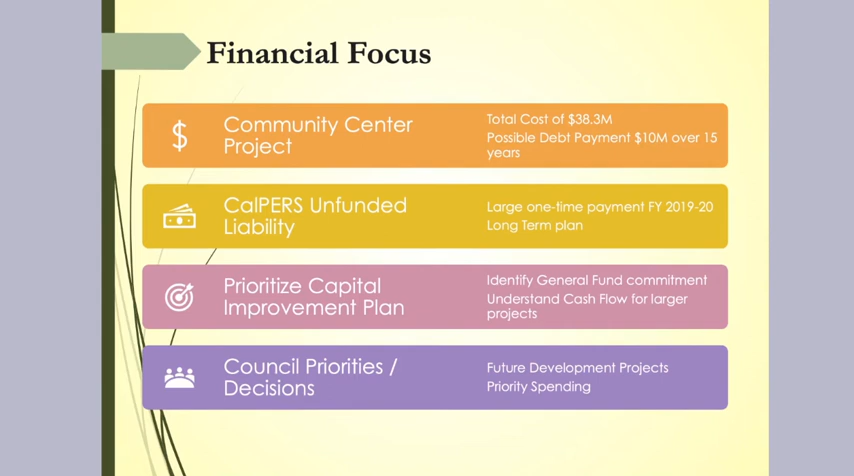 Financial Focus
Community Center
Project
Total Cost of $38.3M
Possible Debt Payment $10M over 15
years
CalPERS Unfunded
Liability
Large one-time payment FY 2019-20
Long Term plan
Prioritize Capital
Improvement Plan
Identify General Fund commitment
Understand Cash Flow for larger
projects
Council Priorities /
Decisions
Future Development Projects
Priority Spending